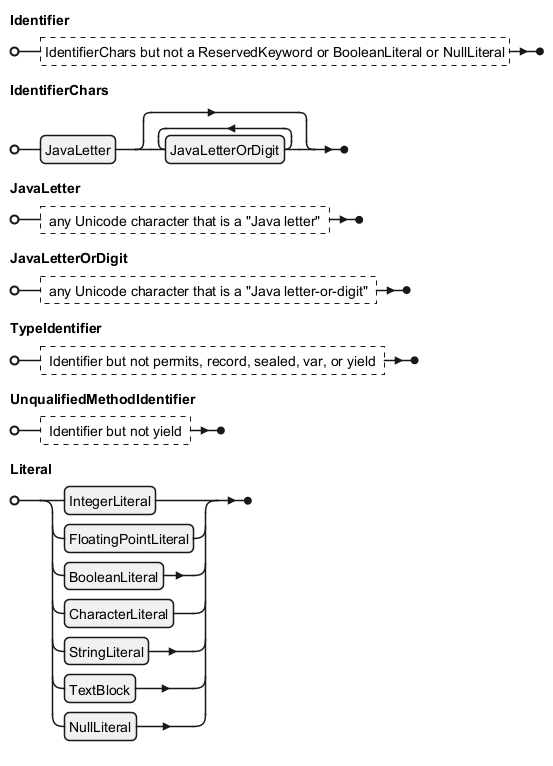 Identifier
IdentifierChars but not a ReservedKeyword or BooleanLiteral or NullLiteral
IdentifierChars
JavaLetter
JavaLetterOrDigit
JavaLetter
any Unicode character that is a "Java letter"
JavaLetterOrDigit
any Unicode character that is a "Java letter-or-digit"
TypeIdentifier
Identifier but not permits, record, sealed, var, or yield
UnqualifiedMethodIdentifier
Identifier but not yield
Literal
IntegerLiteral
FloatingPointLiteral
BooleanLiteral
CharacterLiteral
StringLiteral
TextBlock
NullLiteral